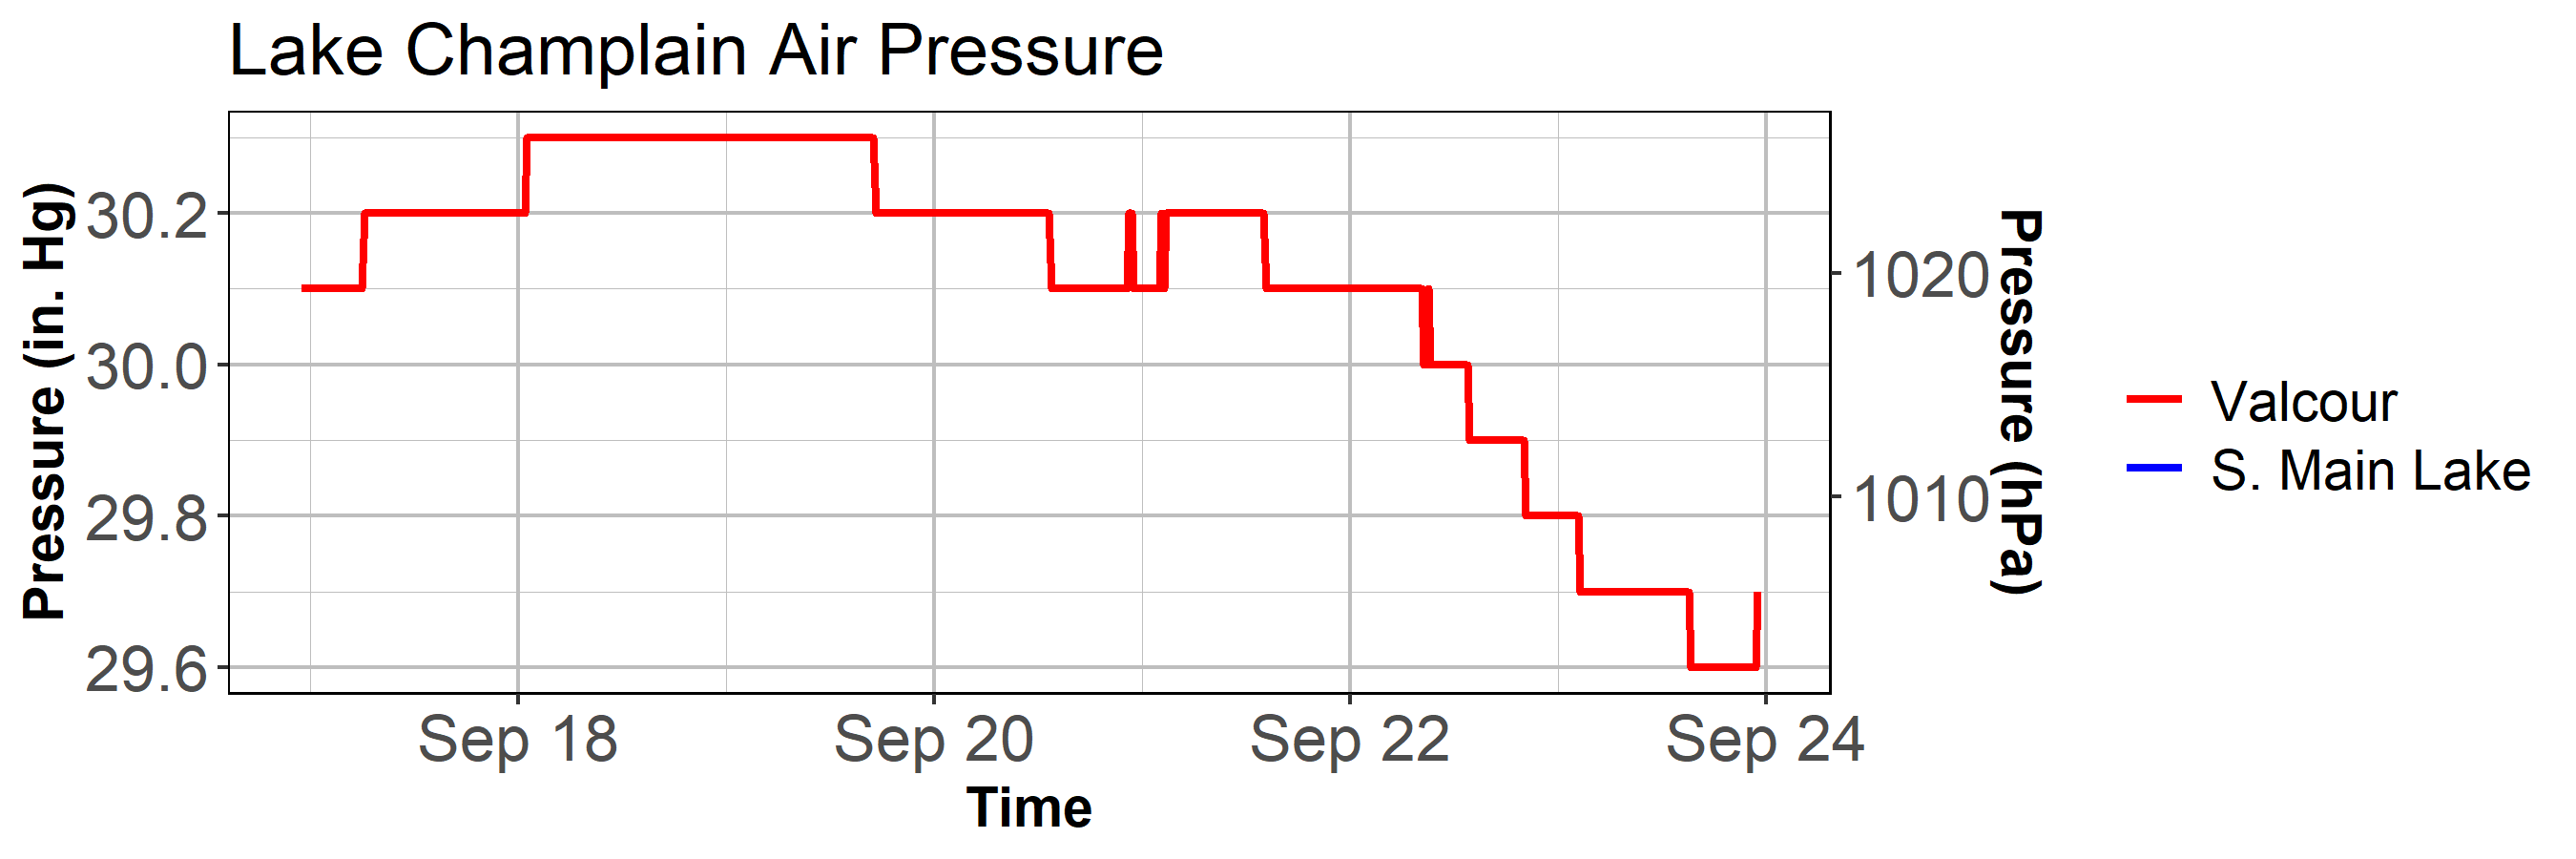 Lake Champlain Air Pressure
Pressure (in. Hg)
30.2
30.0
29.8
29.6
Sep 18
Sep 20
Sep 22
Sep 24
Time
1020
1010
Pressure (hPa)
Valcour
S. Main Lake